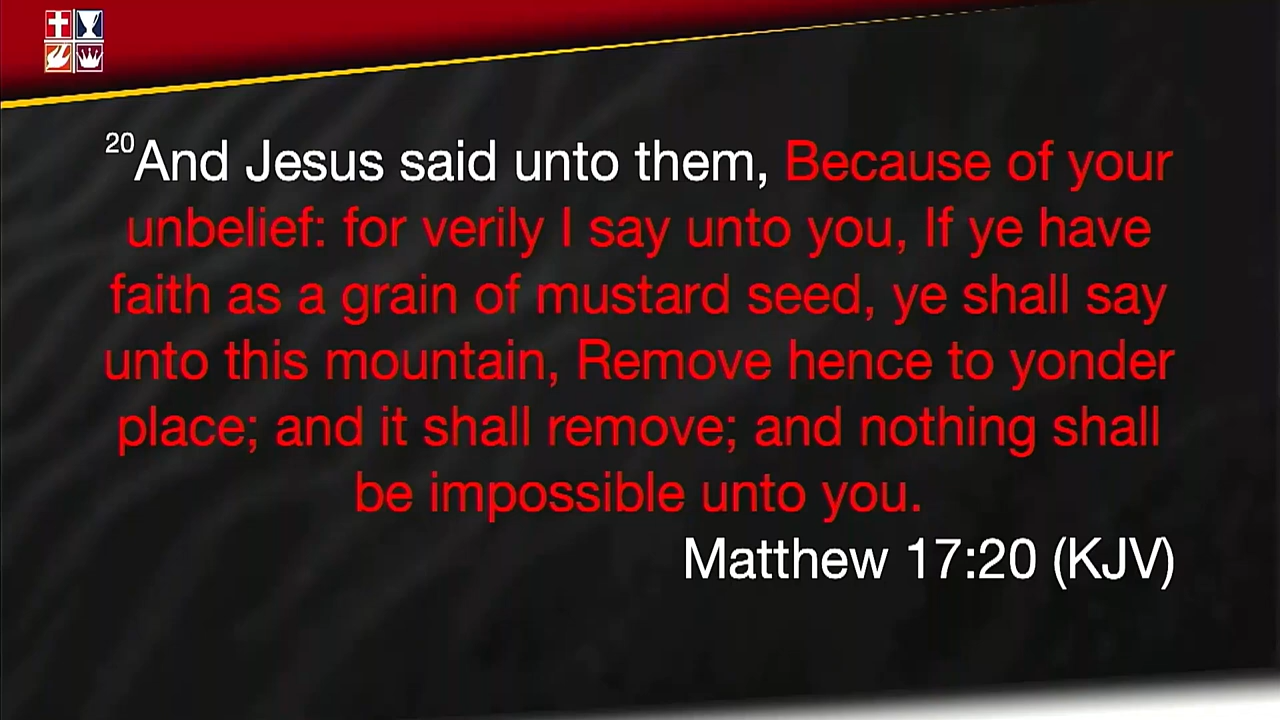 20And Jesus said unto them, Because of your
unbelief: for verily I say unto you, If ye have
faith as a grain of mustard seed, ye shall say
unto this mountain, Remove hence to yonder
place; and it shall remove; and nothing shall
be impossible unto you.
Matthew 17:20 (KJV)